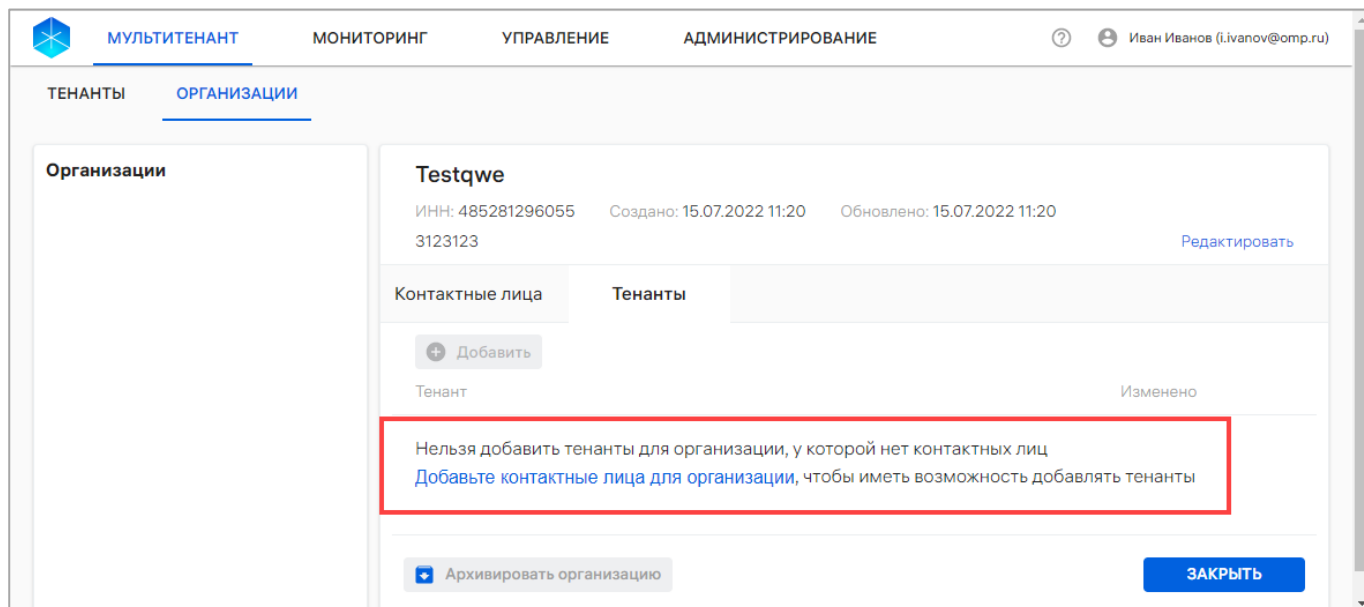 МУЛЬТИТЕНАНТ МОНИТОРИНГ УПРАВЛЕНИЕ АДМИНИСТРИРОВАНИЕ ? Иван Иванов (i.ivanov@omp.ru)
ТЕНАНТЫ ОРГАНИЗАЦИИ
Организации
Testqwe
ИНН: 485281296055 Создано: 15.07.2022 11:20 Обновлено: 15.07.2022 11:20
3123123 Редактировать
Контактные лица Тенанты
Добавить
Тенант Изменено
Нельзя добавить тенанты для организации, у которой нет контактных лиц
Добавьте контактные лица для организации, чтобы иметь возможность добавлять тенанты
Архивировать организацию ЗАКРЫТЬ